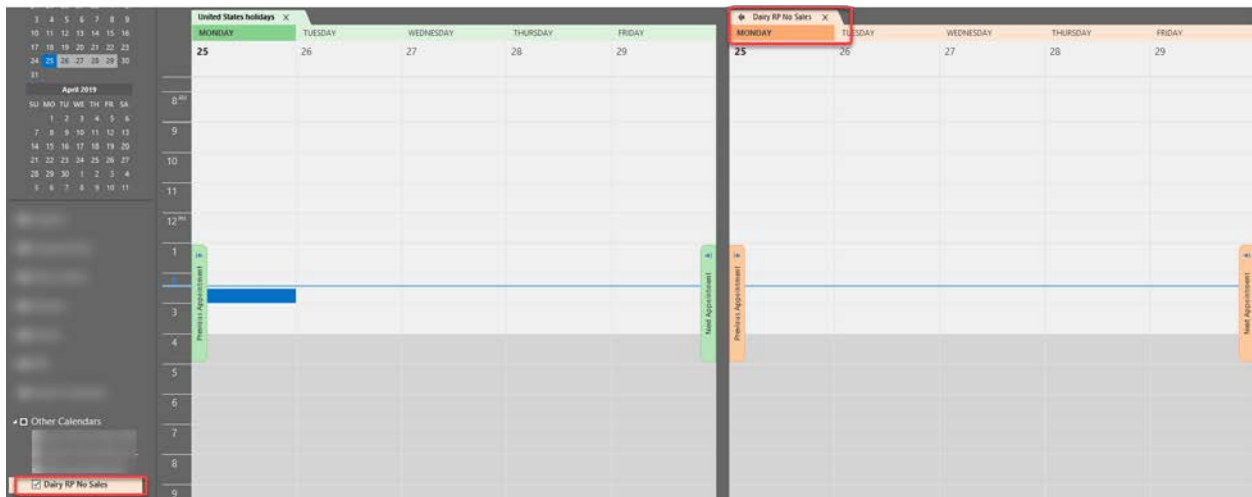 3 4 5 6 7 8 9
10 11 12 13 14 15 16
17 18 19 20 21 22 23
24 25 26 27 28 29 30
31
April 2019
SU MO TU WE TH FR SA
1 2 3 4 5 6
7 8 9 10 11 12 13
14 15 16 17 18 19 20
21 22 23 24 25 26 27
28 29 30 1 2 3 4
5 6 7 8 9 10 11
Other Calendars
Dairy RP No Sales
United States holidays X
MONDAY TUESDAY WEDNESDAY THURSDAY FRIDAY
25 26 27 28 29
8 AM
9
10
11
12 PM
1
3
4
5
6
7
8
9
Previous Appointment
Next Appointment
Dairy RP No Sales X
MONDAY TUESDAY WEDNESDAY THURSDAY FRIDAY
25 26 27 28 29
Previous Appointment
Next Appointment